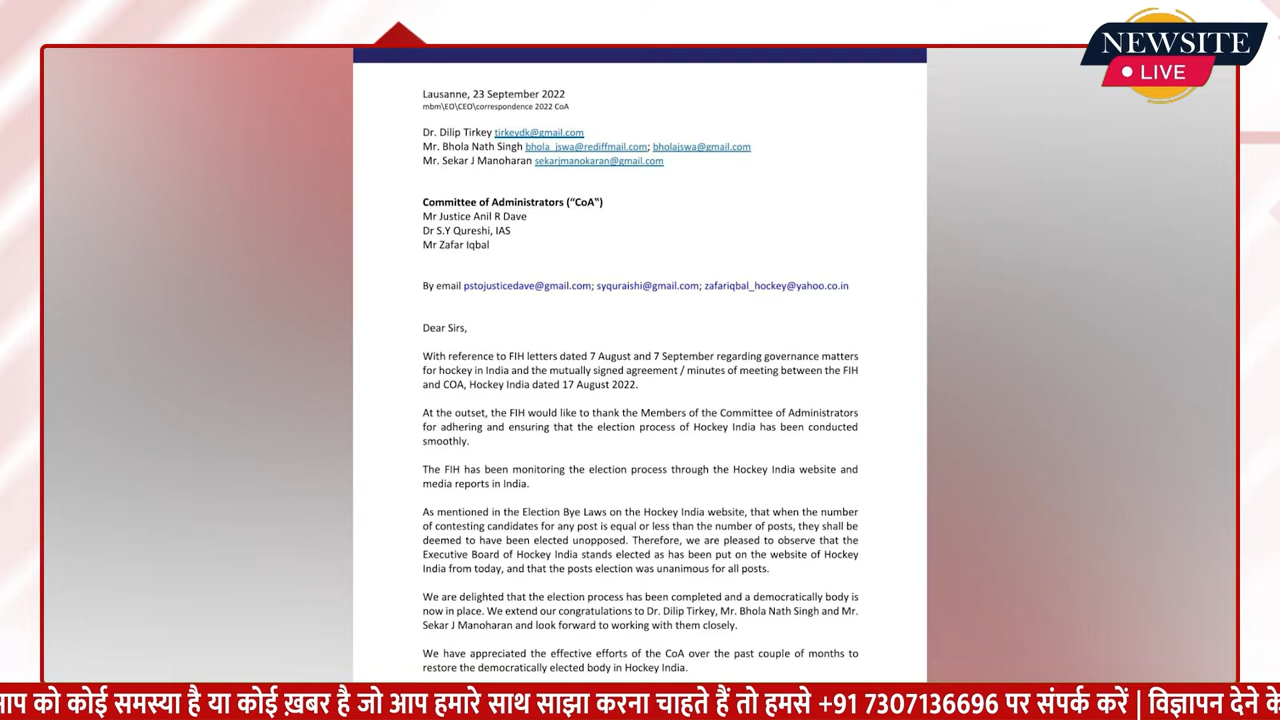 NEWSITE
LIVE
Lausanne, 23 September 2022
mbm\EO\CEO\correspondence 2022 CoA
Dr. Dilip Tirkey tirkeydk@gmail.com
Mr. Bhola Nath Singh bhola_jswa@rediffmail.com; bholajswa@gmail.com
Mr. Sekar J Manoharan sekarjmanokaran@gmail.com
Committee of Administrators (“CoA‟)
Mr Justice Anil R Dave
Dr S.Y Qureshi, IAS
Mr Zafar Iqbal
By email pstojusticedave@gmail.com; syquraishi@gmail.com; zafariqbal_hockey@yahoo.co.in
Dear Sirs,
With reference to FIH letters dated 7 August and 7 September regarding governance matters
for hockey in India and the mutually signed agreement / minutes of meeting between the FIH
and COA, Hockey India dated 17 August 2022.
At the outset, the FIH would like to thank the Members of the Committee of Administrators
for adhering and ensuring that the election process of Hockey India has been conducted
smoothly.
The FIH has been monitoring the election process through the Hockey India website and
media reports in India.
As mentioned in the Election Bye Laws on the Hockey India website, that when the number
of contesting candidates for any post is equal or less than the number of posts, they shall be
deemed to have been elected unopposed. Therefore, we are pleased to observe that the
Executive Board of Hockey India stands elected as has been put on the website of Hockey
India from today, and that the posts election was unanimous for all posts.
We are delighted that the election process has been completed and a democratically body is
now in place. We extend our congratulations to Dr. Dilip Tirkey, Mr. Bhola Nath Singh and Mr.
Sekar J Manoharan and look forward to working with them closely.
We have appreciated the effective efforts of the CoA over the past couple of months to
restore the democratically elected body in Hockey India.
आप को कोई समस्या है या कोई ख़बर है जो आप हमारे साथ साझा करना चाहते हैं तो हमसे +91 7307136696 पर संपर्क करें | विज्ञापन देने के